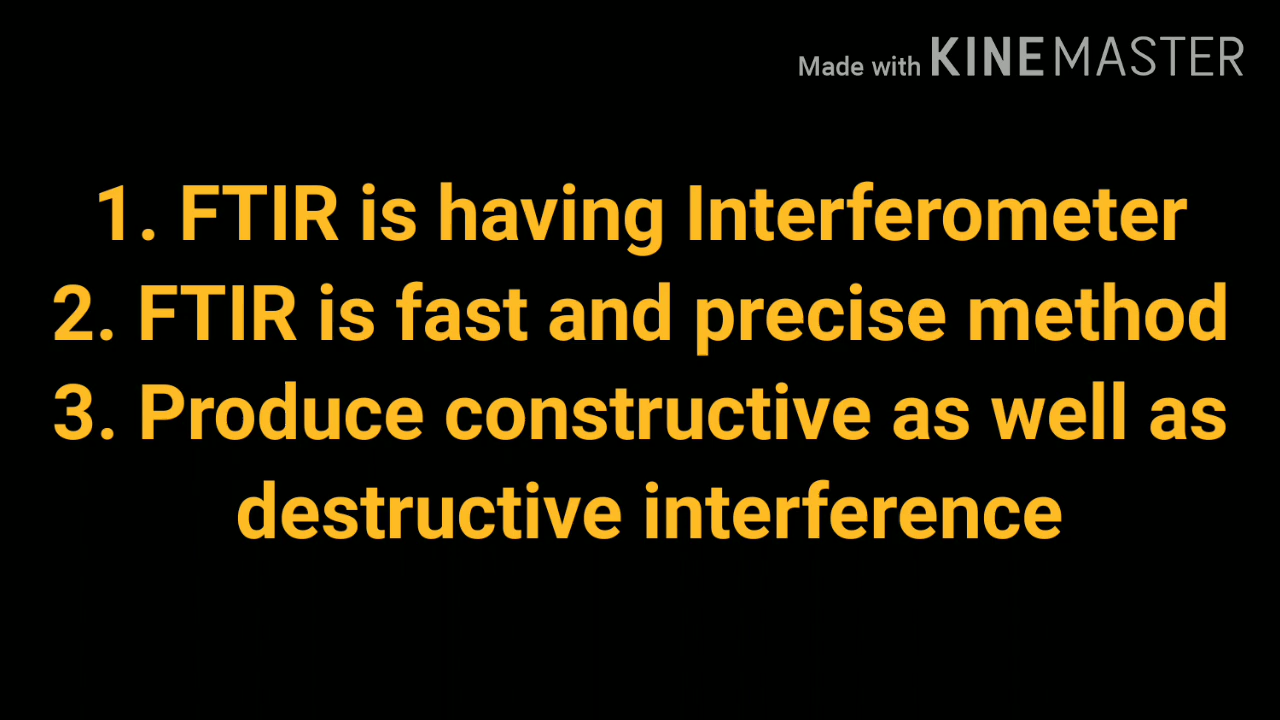 Made with KINEMASTER
1. FTIR is having Interferometer
2. FTIR is fast and precise method
3. Produce constructive as well as
destructive interference